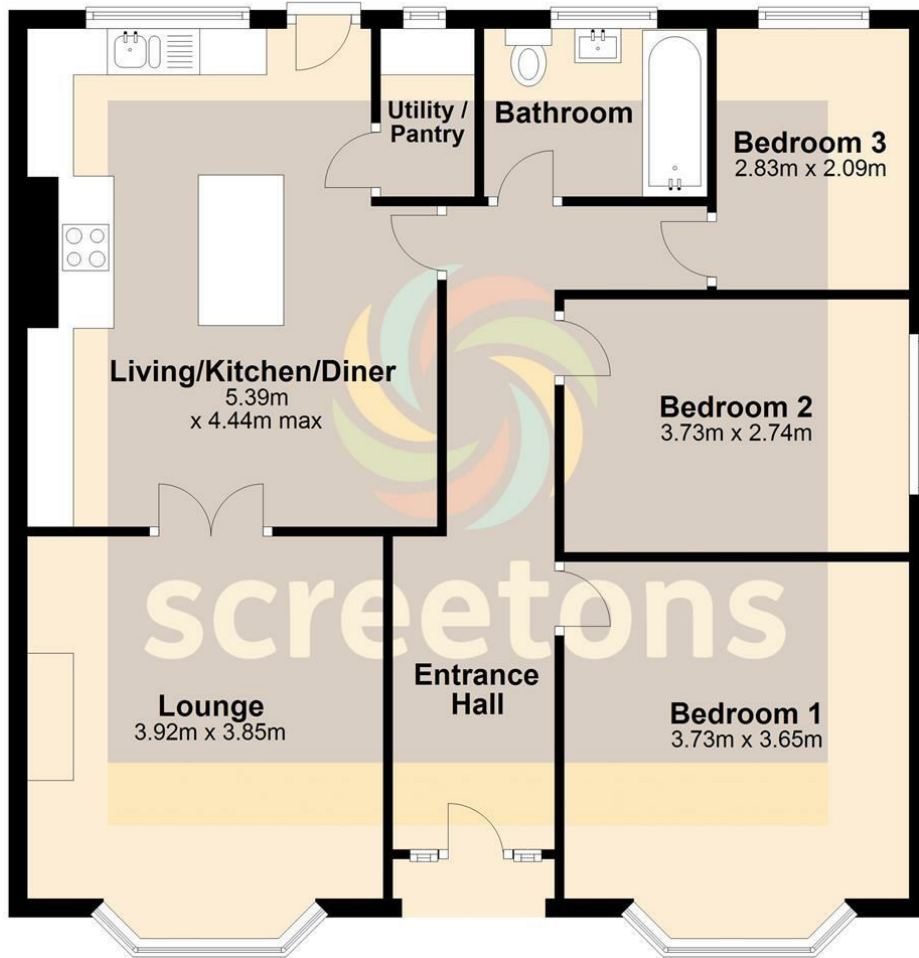 Utility /
Pantry
Bathroom
Bedroom 3
2.83m x 2.09m
Living/Kitchen/Diner
5.39m
x 4.44m max
Bedroom 2
3.73m x 2.74m
screetons
Entrance
Hall
Lounge
3.92m x 3.85m
Bedroom 1
3.73m x 3.65m